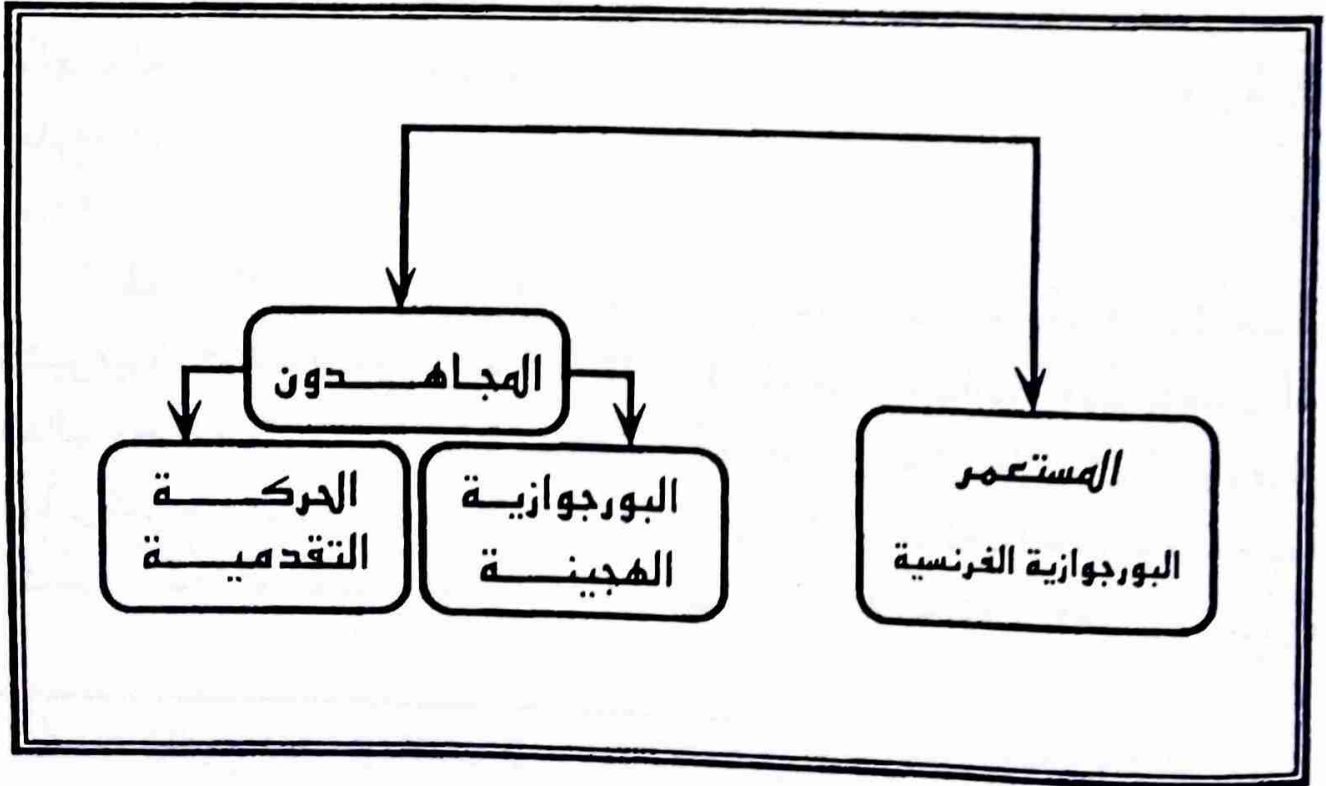 المجاهدون
المستعمر
البورجوازية الفرنسية
البورجوازية
الهجينة
الحركة
التقدمية